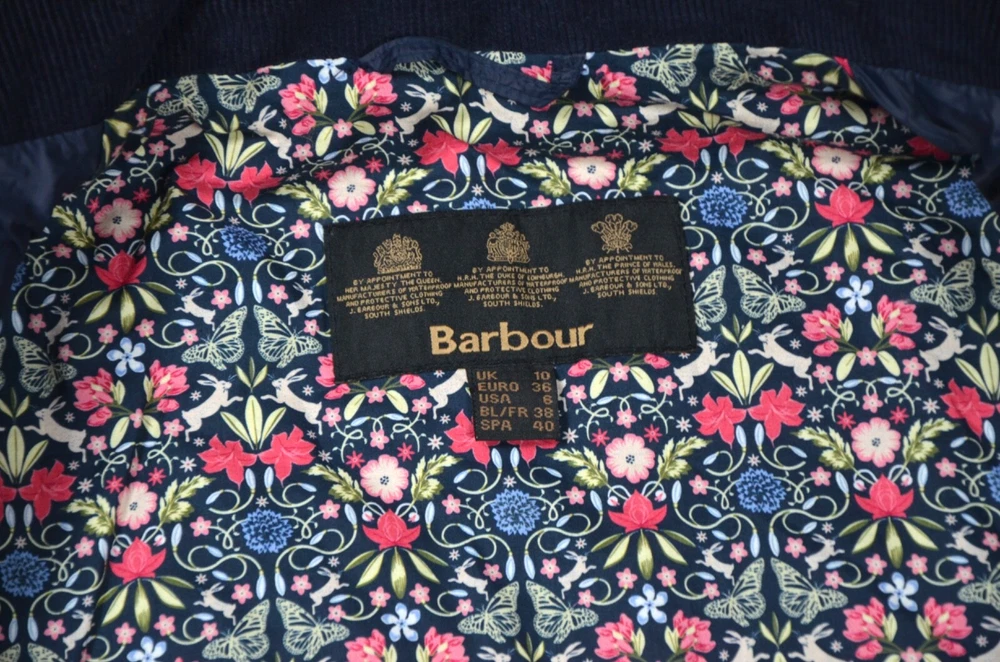 BY APPOINTMENT TO
HER MAJESTY THE QUEEN,
MANUFACTURERS OF WATERPROOF
AND PROTECTIVE CLOTHING
J. BARBOUR & SONS LTD.,
SOUTH SHIELDS.
BY APPOINTMENT TO
H.R.H. THE DUKE OF EDINBURGH,
MANUFACTURERS OF WATERPROOF
AND PROTECTIVE CLOTHING
J. BARBOUR & SONS LTD.,
SOUTH SHIELDS.
BY APPOINTMENT TO
H.R.H. THE PRINCE OF WALES
MANUFACTURERS OF WATERPROOF
AND PROTECTIVE CLOTHING
J. BARBOUR & SONS LTD.,
SOUTH SHIELDS.
Barbour
UK 10
EURO 36
USA 6
BL/FR 38
SPA 40